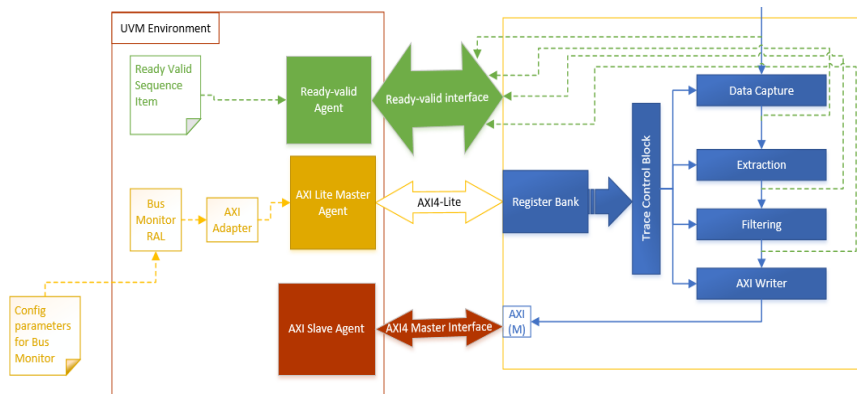 UVM Environment
Ready Valid
Sequence
Item
Ready-valid
Agent
Ready-valid interface
Data Capture
Trace Control Block
Extraction
Bus
Monitor
RAL
AXI
Adapter
AXI Lite Master
Agent
AXI4-Lite
Register Bank
Filtering
AXI Writer
Config
parameters
for Bus
Monitor
AXI Slave Agent
AXI4 Master Interface
AXI
(M)